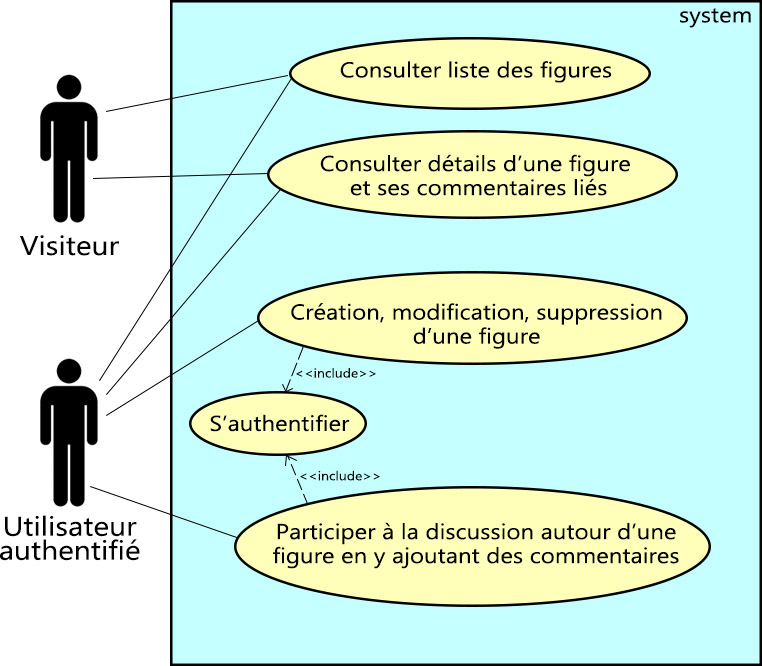 system
Consulter liste des figures
Consulter détails d’une figure
et ses commentaires liés
Visiteur
Création, modification, suppression
d’une figure
<<include>>
S’authentifier
<<include>>
Utilisateur
authentifié
Participer à la discussion autour d’une
figure en y ajoutant des commentaires